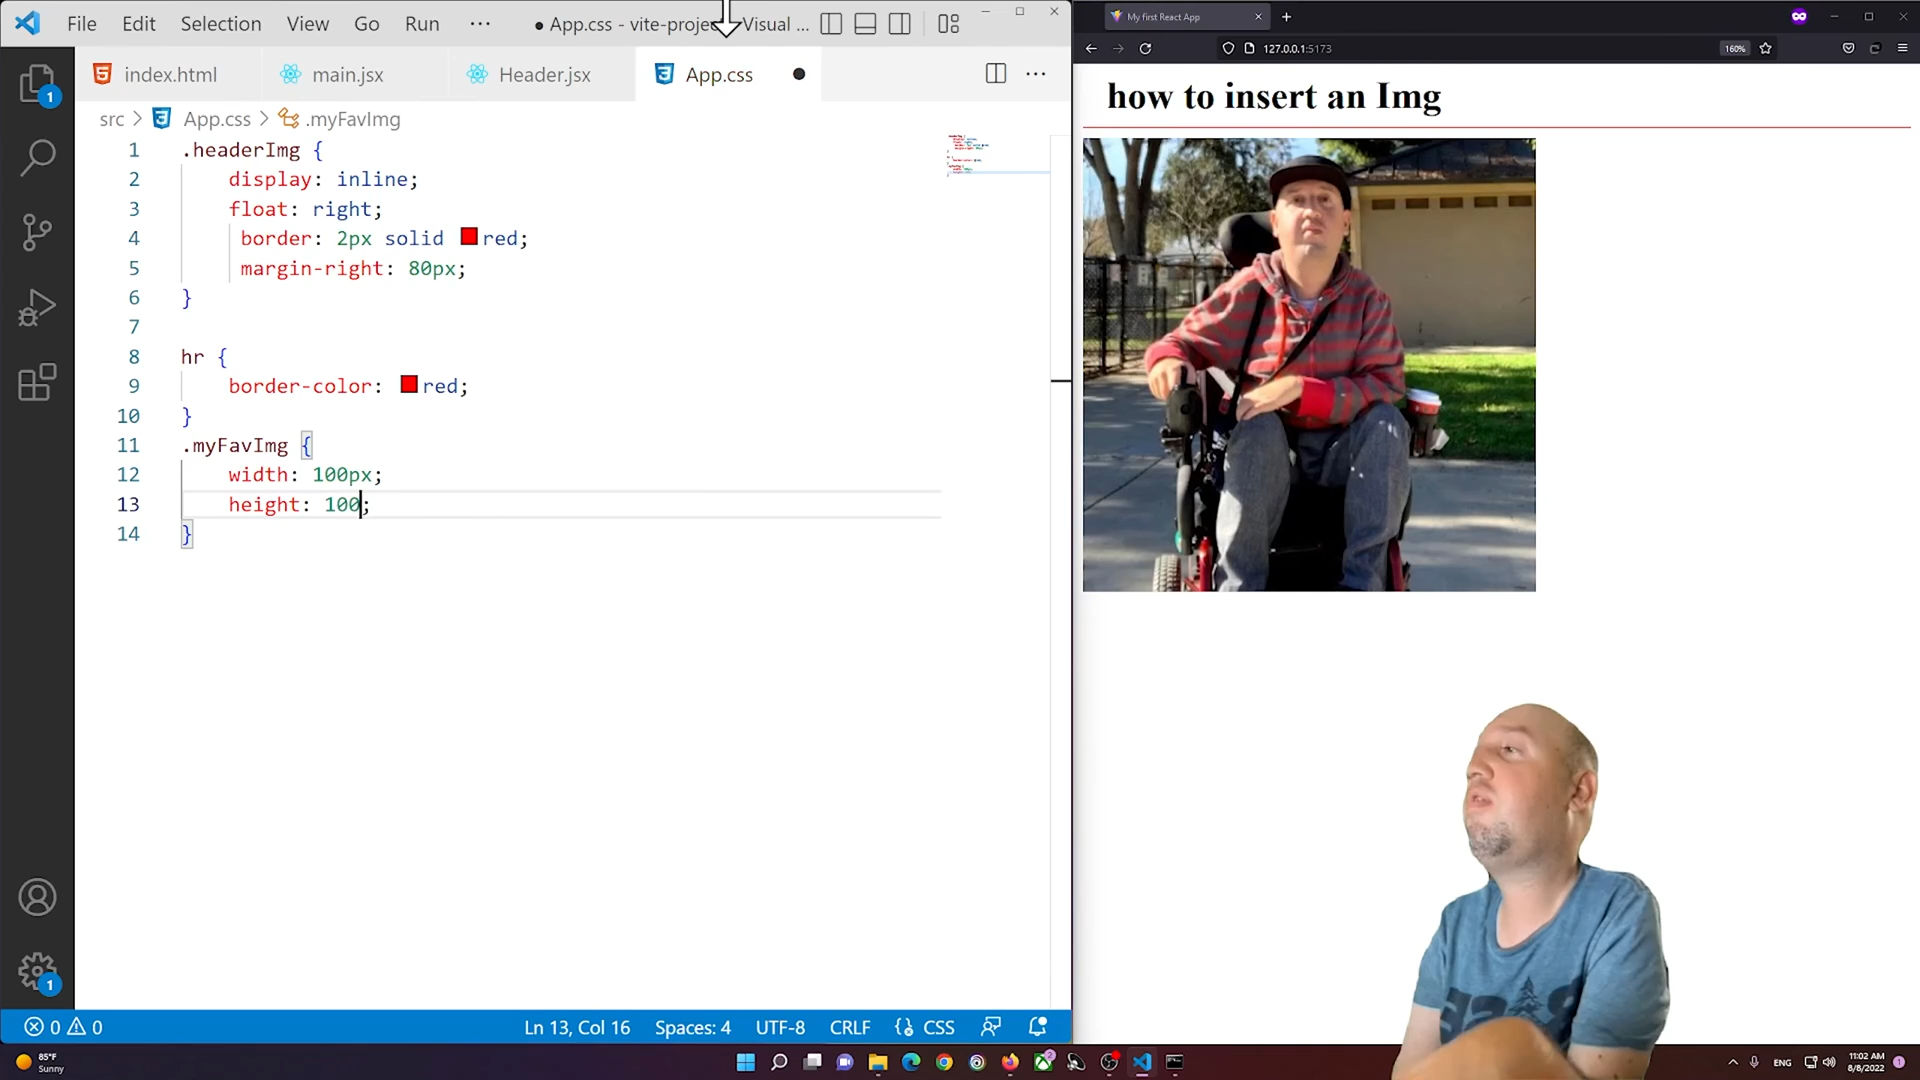 File Edit Selection View Go Run ··· ● App.css - vite-projec Visual ...
index.html main.jsx Header.jsx App.css ●
src > App.css > .myFavImg
1 .headerImg {
2 display: inline;
3 float: right;
4 border: 2px solid red;
5 margin-right: 80px;
6 }
7
8 hr {
9 border-color: red;
10 }
11 .myFavImg {
12 width: 100px;
13 height: 100;
14 }
1
1
0 0 Ln 13, Col 16 Spaces: 4 UTF-8 CRLF CSS
My first React App
127.0.0.1:5173 160%
how to insert an Img
85°F
Sunny
ENG
11:02 AM
8/8/2022